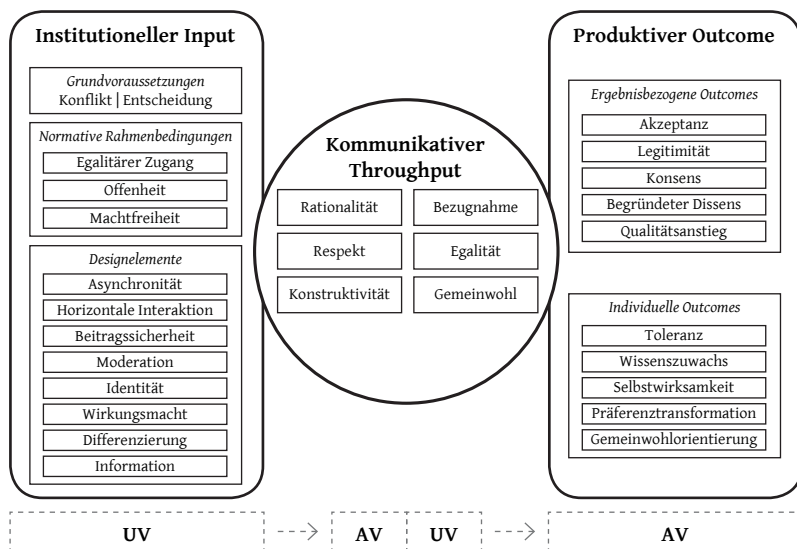 Institutioneller Input
Grundvoraussetzungen
Konflikt | Entscheidung
Normative Rahmenbedingungen
Egalitärer Zugang
Offenheit
Machtfreiheit
Designelemente
Asynchronität
Horizontale Interaktion
Beitragssicherheit
Moderation
Identität
Wirkungsmacht
Differenzierung
Information
Kommunikativer
Throughput
Rationalität
Bezugnahme
Respekt
Egalität
Konstruktivität
Gemeinwohl
Produktiver Outcome
Ergebnisbezogene Outcomes
Akzeptanz
Legitimität
Konsens
Begründeter Dissens
Qualitätsanstieg
Individuelle Outcomes
Toleranz
Wissenszuwachs
Selbstwirksamkeit
Präferenztransformation
Gemeinwohlorientierung
UV
AV
UV
AV